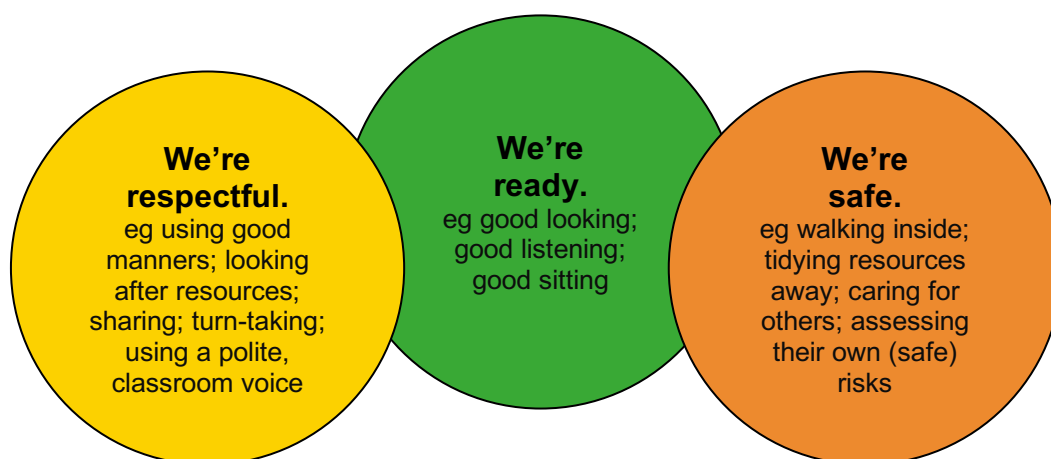 We're
respectful.
eg using good
manners; looking
after resources;
sharing; turn-taking;
using a polite,
classroom voice
We're
ready.
eg good looking;
good listening;
good sitting
We're
safe.
eg walking inside;
tidying resources
away; caring for
others; assessing
their own (safe)
risks